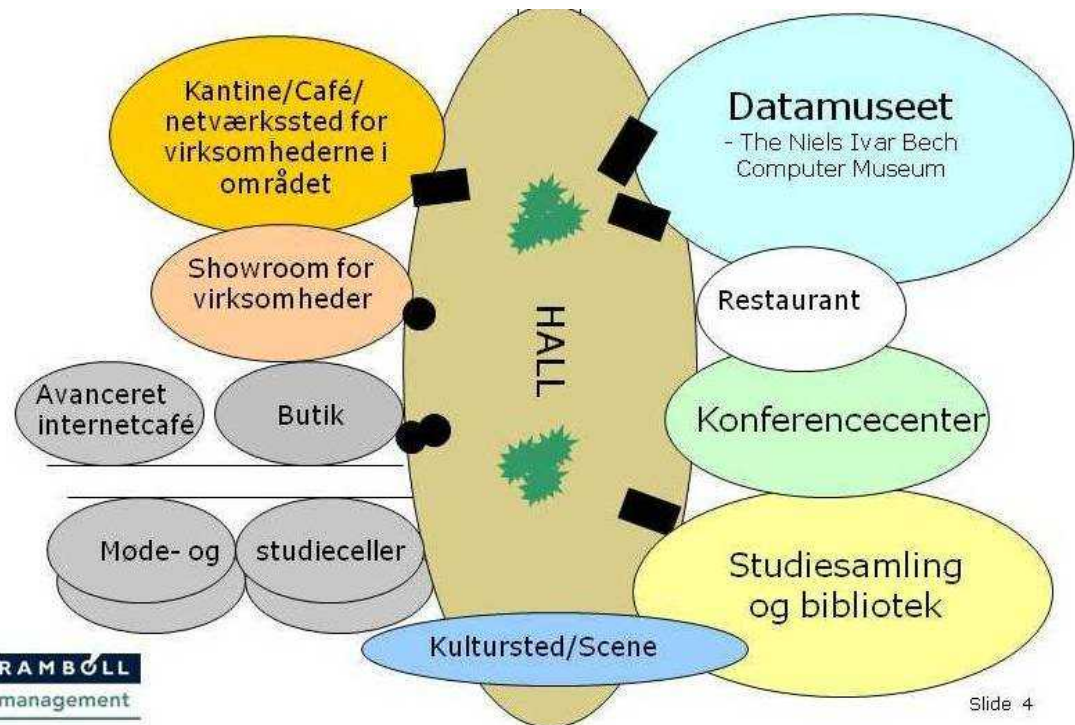 Kantine/Café/
netværkssted for
virksomhederne i
området
Datamuseet
- The Niels Ivar Bech
Computer Museum
Showroom for
virksomheder
Restaurant
HALL
Avanceret
internetcafé
Butik
Konferencecenter
Møde- og
studieceller
Studiesamling
og bibliotek
Kultursted/Scene
RAMBØLL
management
Slide 4